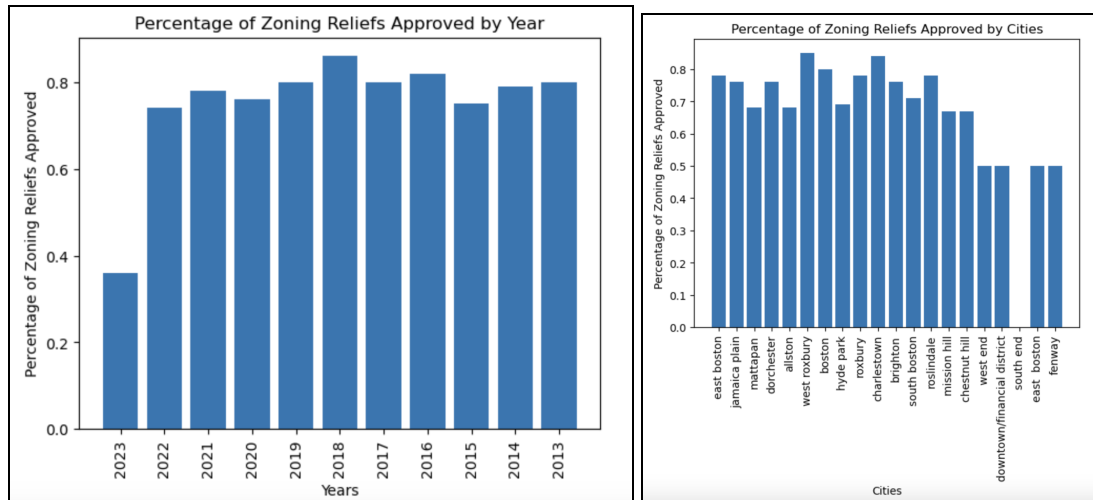 Percentage of Zoning Reliefs Approved by Year
Percentage of Zoning Reliefs Approved
0.8
0.6
0.4
0.2
0.0
2023
2022
2021
2020
2019
2018
2017
2016
2015
2014
2013
Years
Percentage of Zoning Reliefs Approved by Cities
Percentage of Zoning Reliefs Approved
0.8
0.7
0.6
0.5
0.4
0.3
0.2
0.1
0.0
east boston
jamaica plain
mattapan
dorchester
allston
west roxbury
boston
hyde park
roxbury
charlestown
brighton
south boston
roslindale
mission hill
chestnut hill
west end
downtown/financial district
south end
east  boston
fenway
Cities